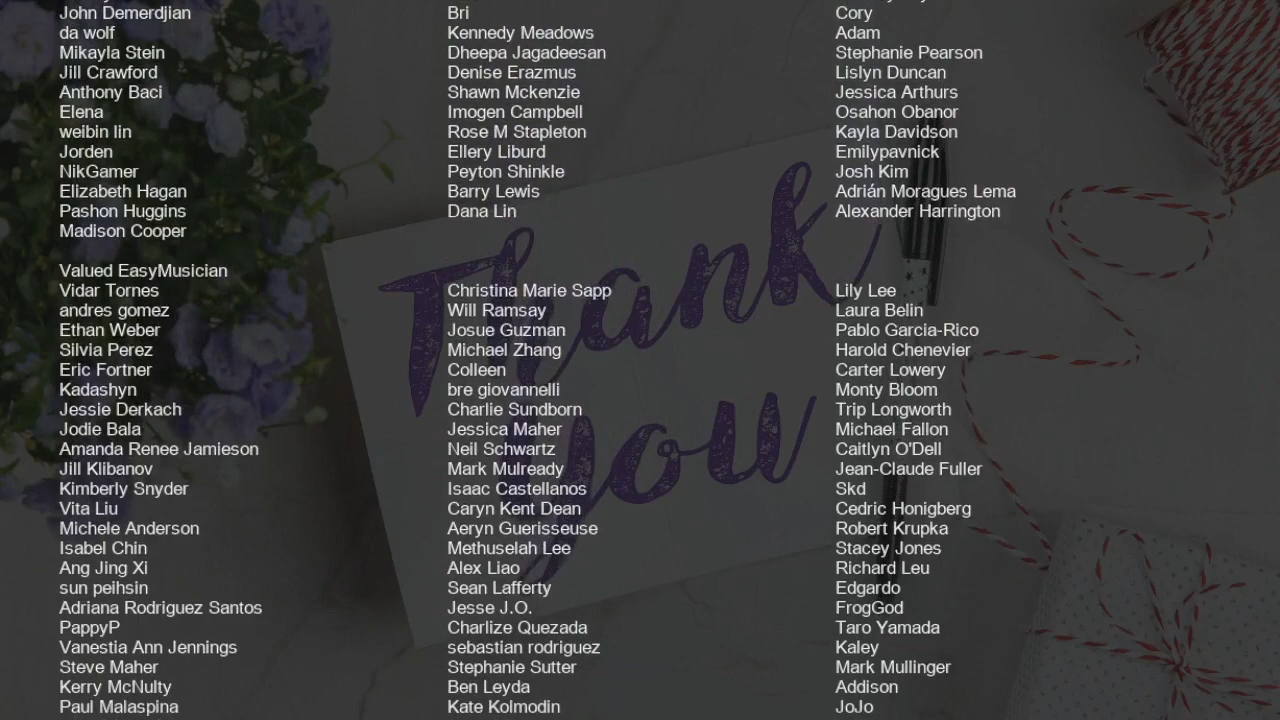 John Demerdjian
da wolf
Mikayla Stein
Jill Crawford
Anthony Baci
Elena
weibin lin
Jorden
NikGamer
Elizabeth Hagan
Pashon Huggins
Madison Cooper
Bri
Kennedy Meadows
Dheepa Jagadeesan
Denise Erazmus
Shawn Mckenzie
Imogen Campbell
Rose M Stapleton
Ellery Liburd
Peyton Shinkle
Barry Lewis
Dana Lin
Cory
Adam
Stephanie Pearson
Lislyn Duncan
Jessica Arthurs
Osahon Obanor
Kayla Davidson
Emilypavnick
Josh Kim
Adrián Moragues Lema
Alexander Harrington
Valued EasyMusician
Vidar Tornes
andres gomez
Ethan Weber
Silvia Perez
Eric Fortner
Kadashyn
Jessie Derkach
Jodie Bala
Amanda Renee Jamieson
Jill Klibanov
Kimberly Snyder
Vita Liu
Michele Anderson
Isabel Chin
Ang Jing Xi
sun peihsin
Adriana Rodriguez Santos
PappyP
Vanestia Ann Jennings
Steve Maher
Kerry McNulty
Paul Malaspina
Christina Marie Sapp
Will Ramsay
Josue Guzman
Michael Zhang
Colleen
bre giovannelli
Charlie Sundborn
Jessica Maher
Neil Schwartz
Mark Mulready
Isaac Castellanos
Caryn Kent Dean
Aeryn Guerisseuse
Methuselah Lee
Alex Liao
Sean Lafferty
Jesse J.O.
Charlize Quezada
sebastian rodriguez
Stephanie Sutter
Ben Leyda
Kate Kolmodin
Lily Lee
Laura Belin
Pablo Garcia-Rico
Harold Chenevier
Carter Lowery
Monty Bloom
Trip Longworth
Michael Fallon
Caitlyn O'Dell
Jean-Claude Fuller
Skd
Cedric Honigberg
Robert Krupka
Stacey Jones
Richard Leu
Edgardo
FrogGod
Taro Yamada
Kaley
Mark Mullinger
Addison
JoJo
Thank
you